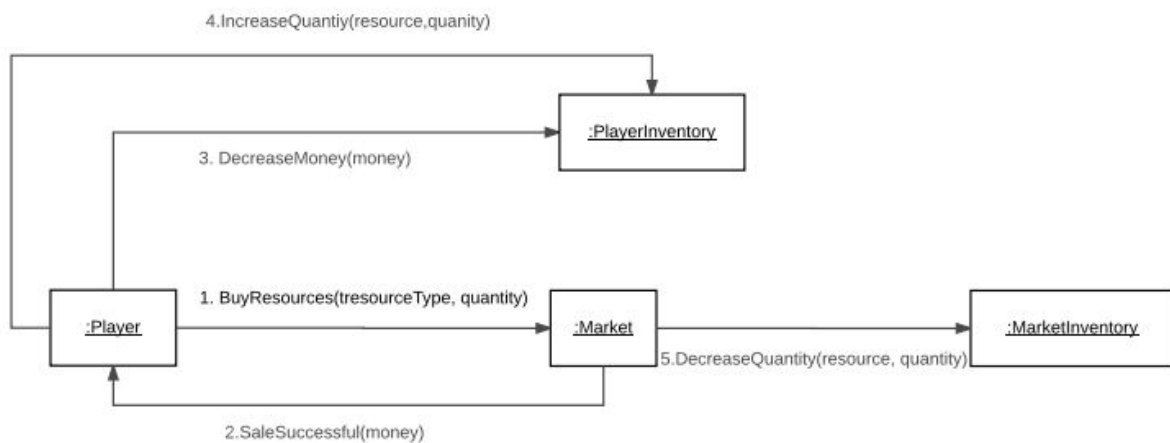 4.IncreaseQuantiy(resource,quanity)
:PlayerInventory
3. DecreaseMoney(money)
1. BuyResources(tresourceType, quantity)
:Player
:Market
:MarketInventory
5.DecreaseQuantity(resource, quantity)
2.SaleSuccessful(money)